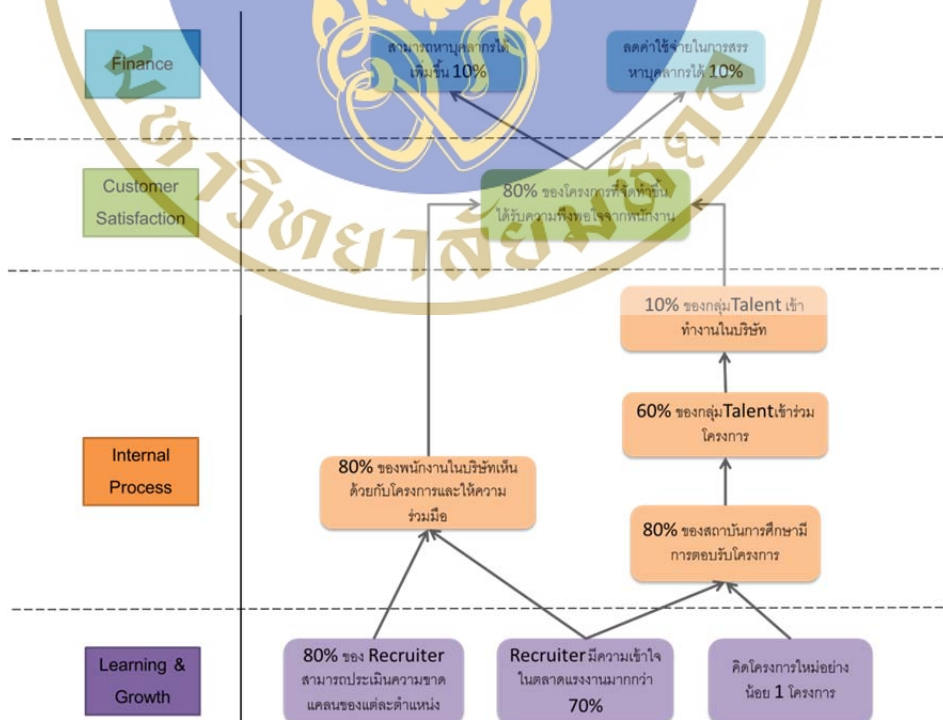 Finance
สามารถหาบุคลากรได้
เพิ่มขึ้น 10%
ลดค่าใช้จ่ายในการสรร
หาบุคลากรได้ 10%
Customer
Satisfaction
80% ของโครงการที่จัดทำขึ้น
ได้รับความพึงพอใจจากพนักงาน
วิทยาลัยมหิดล
10% ของกลุ่มTalent เข้า
ทำงานในบริษัท
60% ของกลุ่มTalentเข้าร่วม
โครงการ
Internal
Process
80% ของพนักงานในบริษัทเห็น
ด้วยกับโครงการและให้ความ
ร่วมมือ
80% ของสถาบันการศึกษามี
การตอบรับโครงการ
Learning &
Growth
80% ของ Recruiter
สามารถประเมินความขาด
แคลนของแต่ละตำแหน่ง
Recruiterมีความเข้าใจ
ในตลาดแรงงานมากกว่า
70%
คิดโครงการใหม่อย่าง
น้อย 1 โครงการ